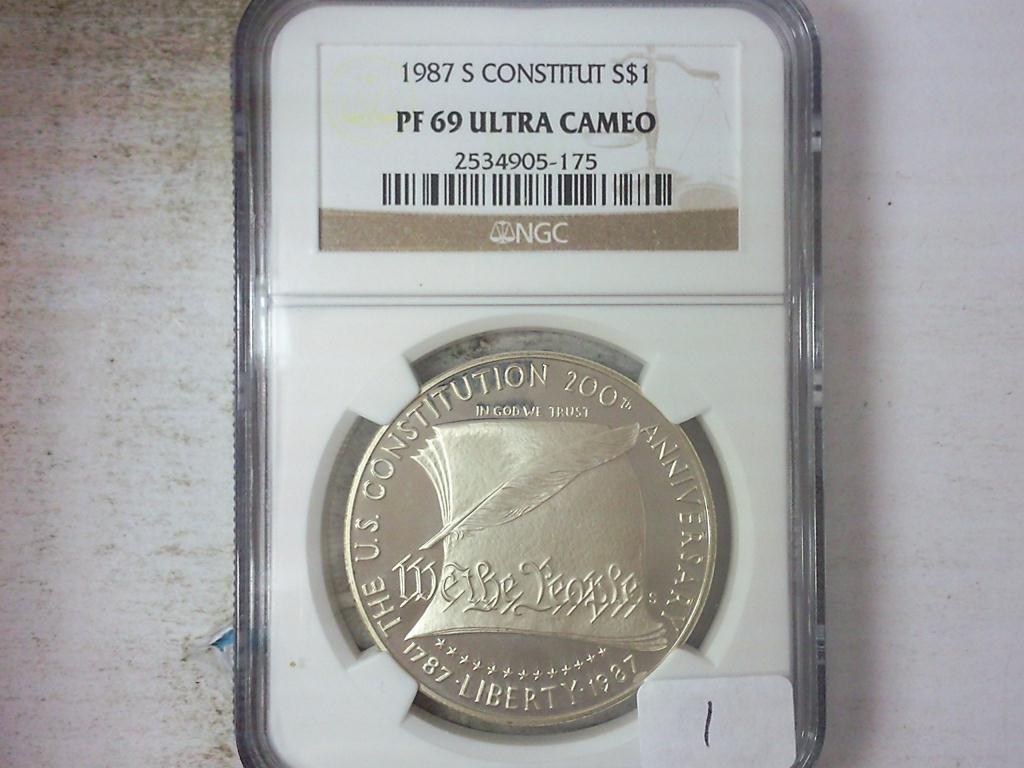 1987 S CONSTITUT S$1
PF 69 ULTRA CAMEO
2534905-175
NGC
THE U.S. CONSTITUTION 200TH ANNIVERSARY
IN GOD WE TRUST
We the People
S
1787 · LIBERTY · 1987
1